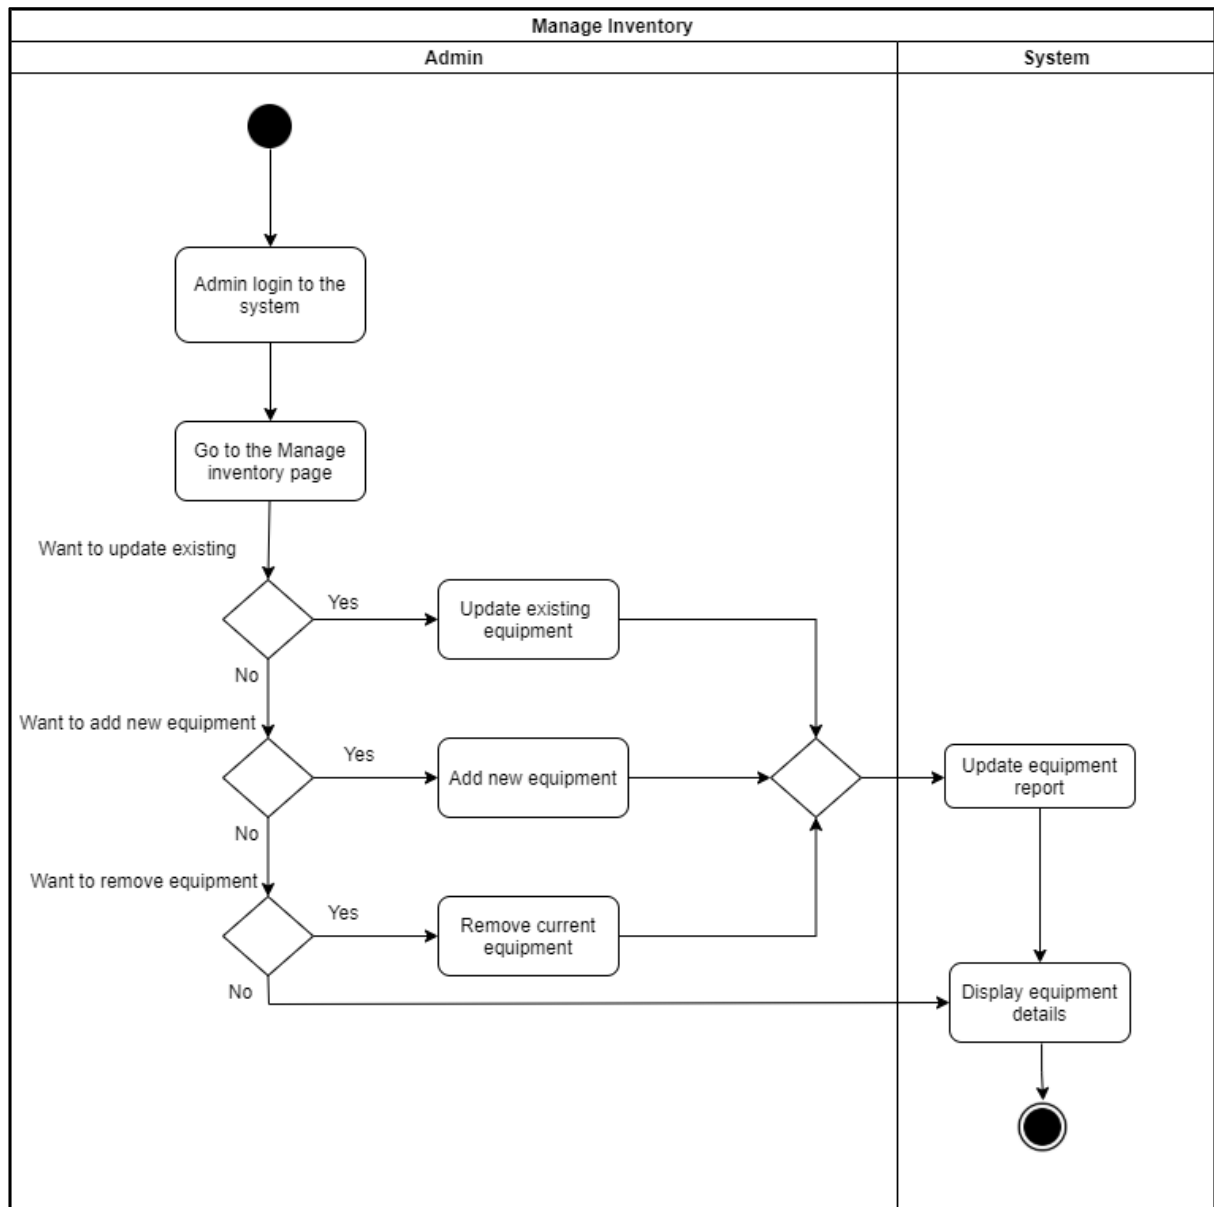 Manage Inventory
Admin
System
Admin login to the
system
Go to the Manage
inventory page
Want to update existing
Yes
Update existing
equipment
No
Want to add new equipment
Yes
Add new equipment
Update equipment
report
No
Want to remove equipment
Yes
Remove current
equipment
No
Display equipment
details